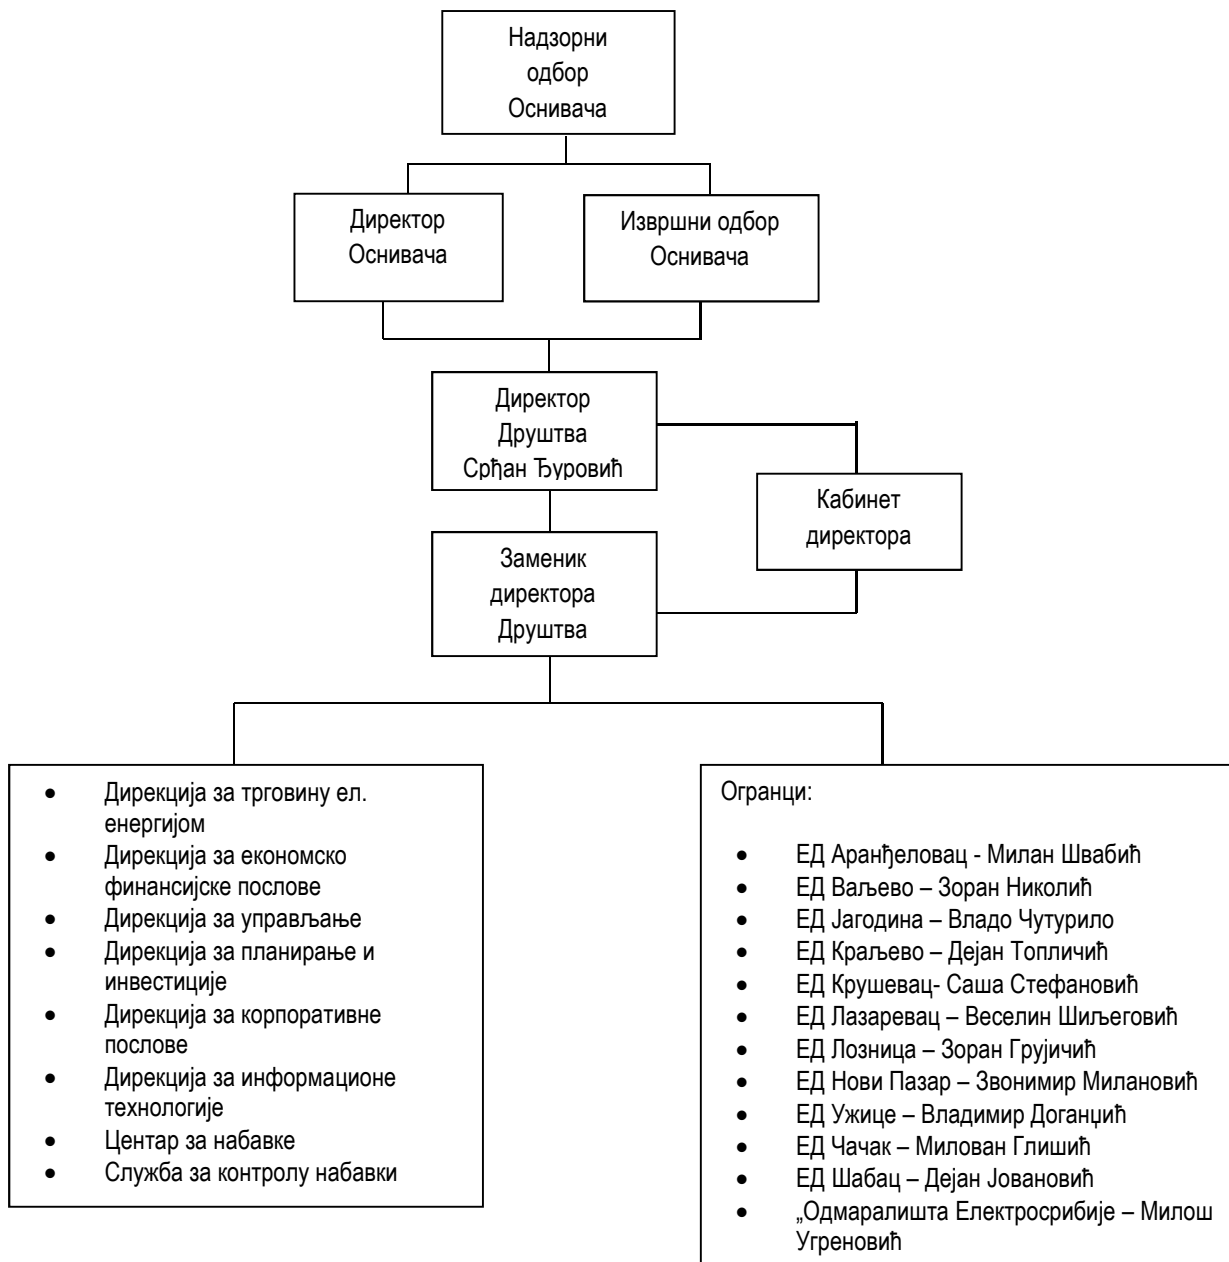 Надзорни
одбор
Оснивача
Директор
Оснивача
Извршни одбор
Оснивача
Директор
Друштва
Срђан Ђуровић
Кабинет
директора
Заменик
директора
Друштва
• Дирекција за трговину ел.
енергијом
• Дирекција за економско
финансијске послове
• Дирекција за управљање
• Дирекција за планирање и
инвестиције
• Дирекција за корпоративне
послове
• Дирекција за информационе
технологије
• Центар за набавке
• Служба за контролу набавки
Огранци:
• ЕД Аранђеловац - Милан Швабић
• ЕД Ваљево – Зоран Николић
• ЕД Јагодина – Владо Чутурило
• ЕД Краљево – Дејан Топличић
• ЕД Крушевац- Саша Стефановић
• ЕД Лазаревац – Веселин Шиљеговић
• ЕД Лозница – Зоран Грујичић
• ЕД Нови Пазар – Звонимир Милановић
• ЕД Ужице – Владимир Доганџић
• ЕД Чачак – Милован Глишић
• ЕД Шабац – Дејан Јовановић
• „Одмаралишта Електросрибије – Милош
Угреновић